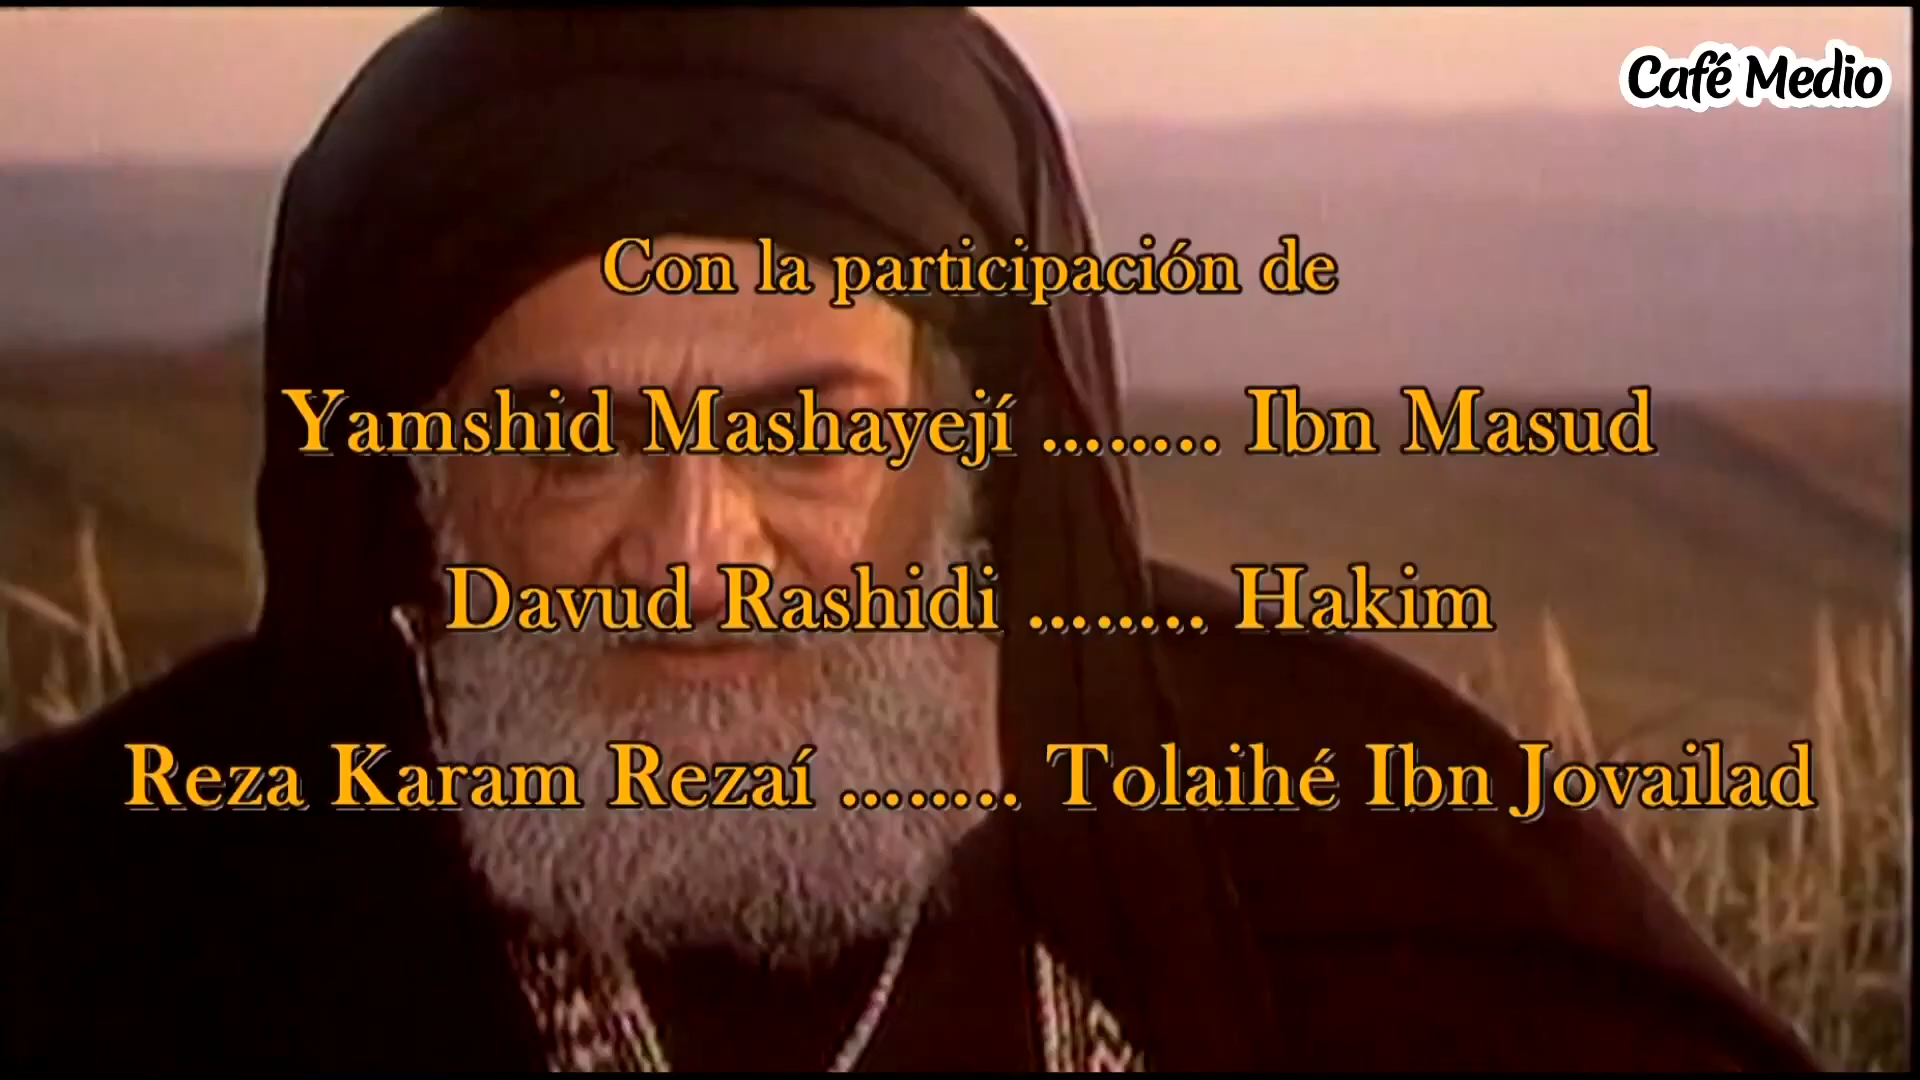 Café Medio
Con la participación de
Yamshid Mashayejí ........ Ibn Masud
Davud Rashidi ........ Hakim
Reza Karam Rezaí ........ Tolaihé Ibn Jovailad